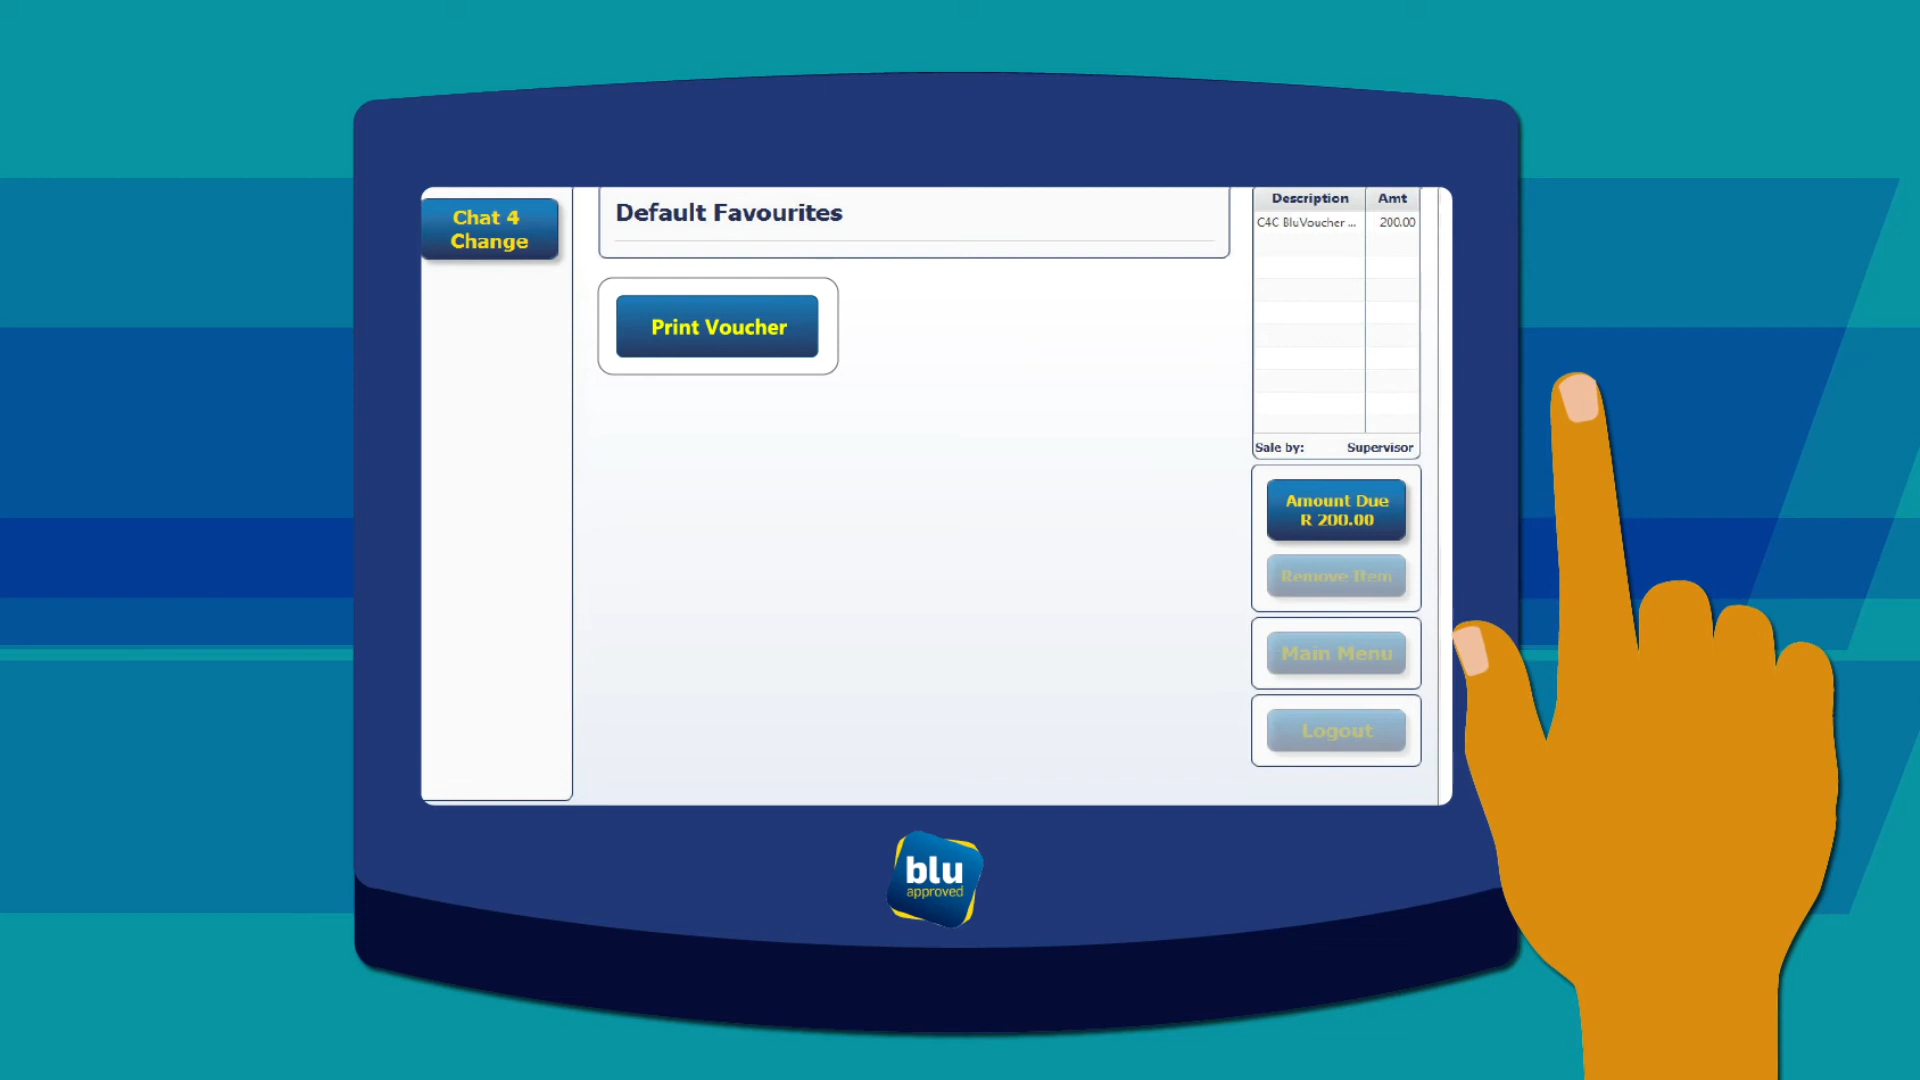 Chat 4
Change
Default Favourites
Print Voucher
Description Amt
C4C BluVoucher ... 200.00
Sale by: Supervisor
Amount Due
R 200.00
Remove Item
Main Menu
Logout
blu
approved